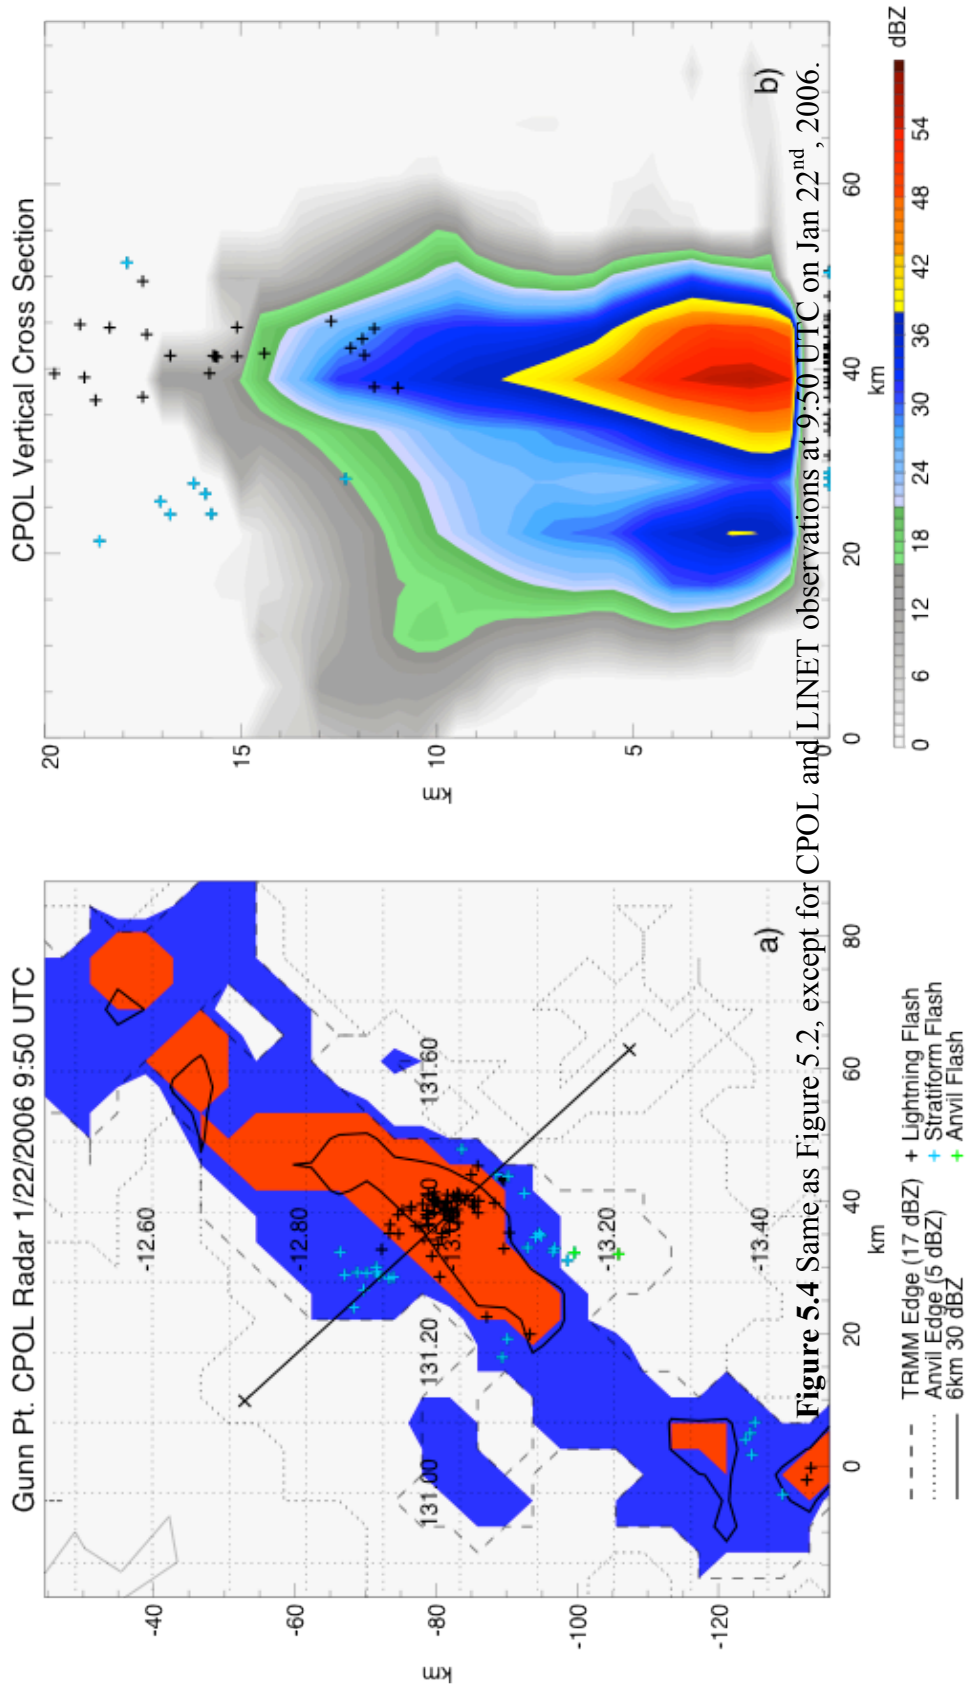 Gunn Pt. CPOL Radar 1/22/2006 9:50 UTC
-40
-60
-80
-100
-120
km
-12.60
-12.80
-13.20
-13.40
131.00
131.20
131.60
0
20
40
60
80
km
a)
TRMM Edge (17 dBZ)
Anvil Edge (5 dBZ)
6km 30 dBZ
+ Lightning Flash
+ Stratiform Flash
+ Anvil Flash
CPOL Vertical Cross Section
20
15
10
5
0
km
0
20
40
60
km
b)
0
6
12
18
24
30
36
42
48
54
dBZ
Figure 5.4 Same as Figure 5.2, except for CPOL and LINET observations at 9:50 UTC on Jan 22nd, 2006.